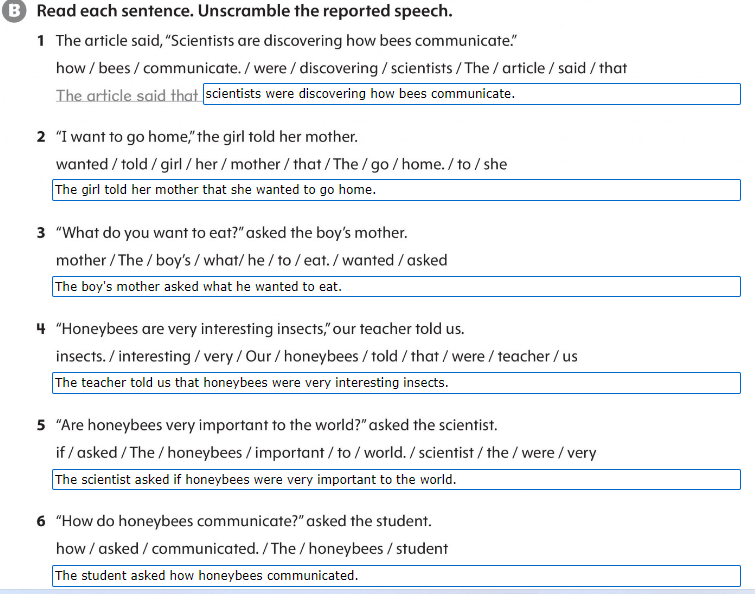 B Read each sentence. Unscramble the reported speech.
1 The article said, “Scientists are discovering how bees communicate.”
how / bees / communicate. / were / discovering / scientists / The / article / said / that
The article said that scientists were discovering how bees communicate.
2 “I want to go home,” the girl told her mother.
wanted / told / girl / her / mother / that / The / go / home. / to / she
The girl told her mother that she wanted to go home.
3 “What do you want to eat?” asked the boy’s mother.
mother / The / boy’s / what/ he / to / eat. / wanted / asked
The boy's mother asked what he wanted to eat.
4 “Honeybees are very interesting insects,” our teacher told us.
insects. / interesting / very / Our / honeybees / told / that / were / teacher / us
The teacher told us that honeybees were very interesting insects.
5 “Are honeybees very important to the world?” asked the scientist.
if / asked / The / honeybees / important / to / world. / scientist / the / were / very
The scientist asked if honeybees were very important to the world.
6 “How do honeybees communicate?” asked the student.
how / asked / communicated. / The / honeybees / student
The student asked how honeybees communicated.